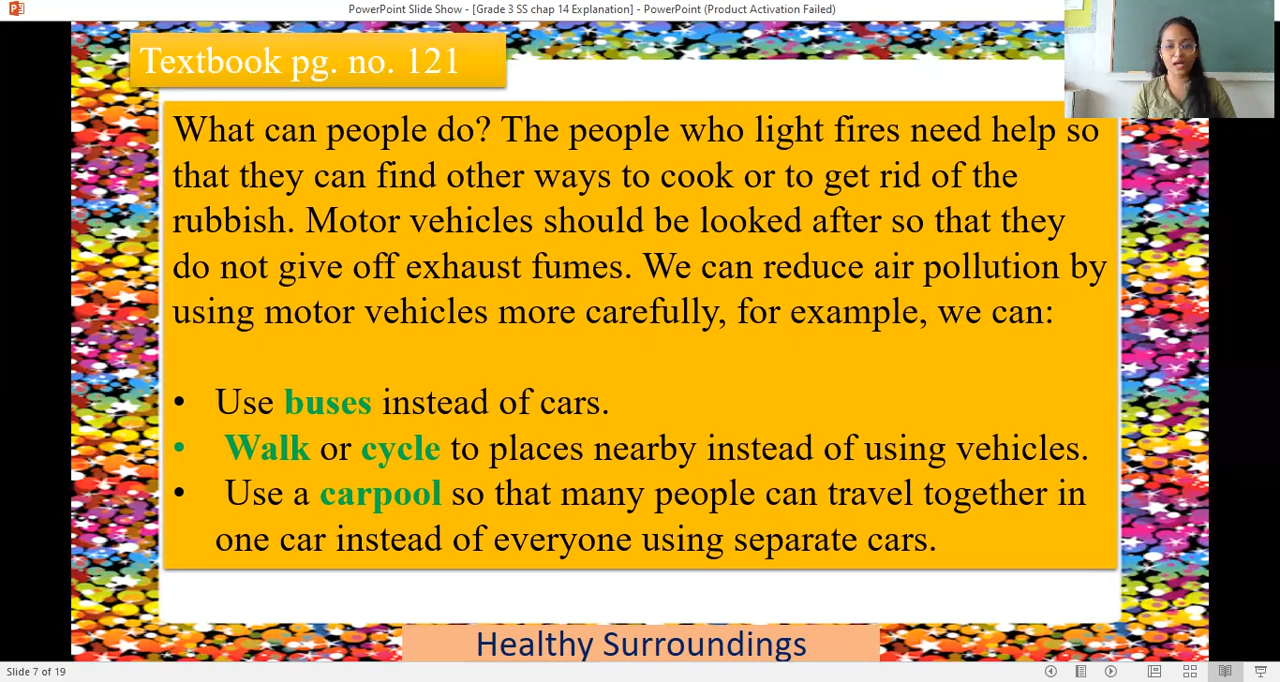 PowerPoint Slide Show - [Grade 3 SS chap 14 Explanation] - PowerPoint (Product Activation Failed)
Textbook pg. no. 121
What can people do? The people who light fires need help so
that they can find other ways to cook or to get rid of the
rubbish. Motor vehicles should be looked after so that they
do not give off exhaust fumes. We can reduce air pollution by
using motor vehicles more carefully, for example, we can:
• Use buses instead of cars.
• Walk or cycle to places nearby instead of using vehicles.
• Use a carpool so that many people can travel together in
one car instead of everyone using separate cars.
Healthy Surroundings
Slide 7 of 19